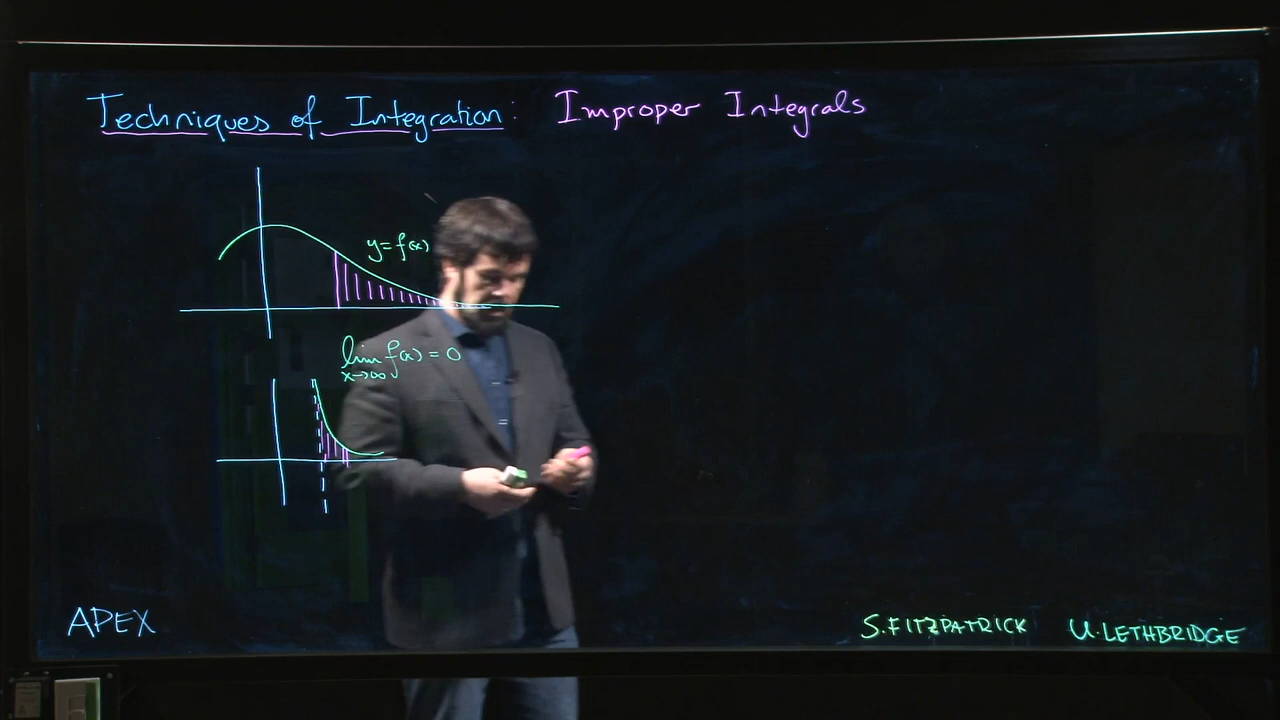 Techniques of Integration: Improper Integrals
y=f(x)
lim f(x) = 0
x→∞
APEX
S. FITZPATRICK U. LETHBRIDGE